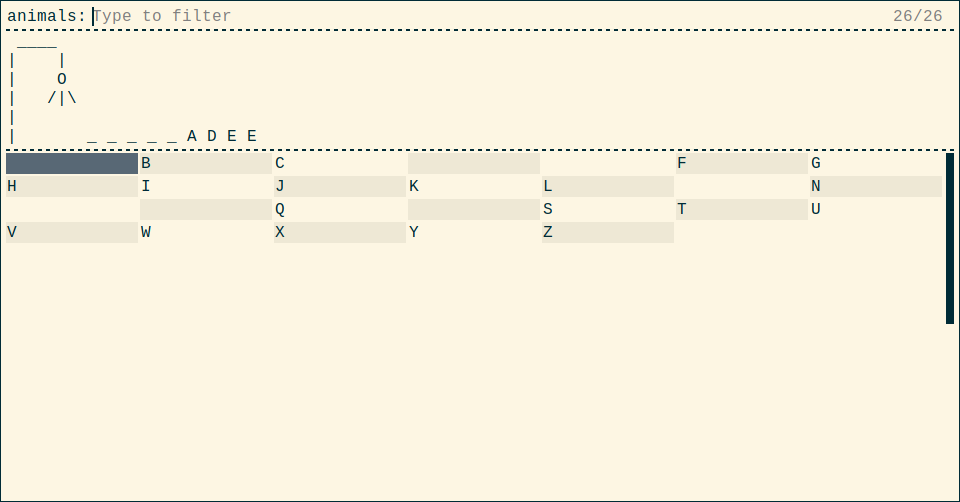 animals: Type to filter 26/26
 ____
|    |
|    O
|   /|\
|
|       _ _ _ _ _ A D E E
B C F G
H I J K L N
Q S T U
V W X Y Z